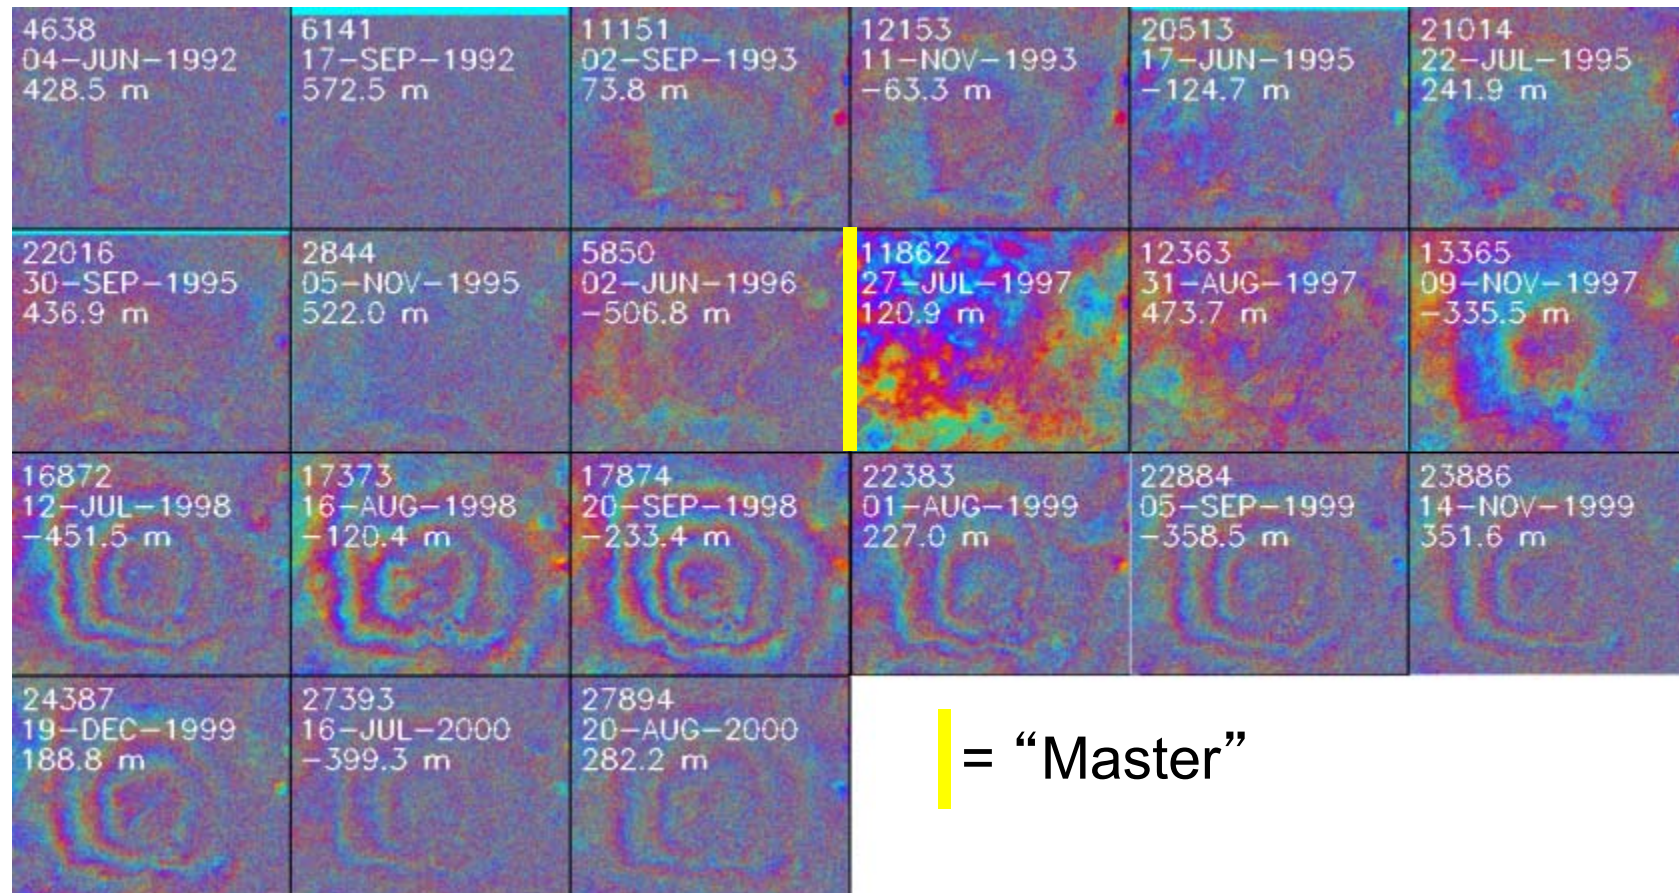 4638
04-JUN-1992
428.5 m
6141
17-SEP-1992
572.5 m
11151
02-SEP-1993
73.8 m
12153
11-NOV-1993
-63.3 m
20513
17-JUN-1995
-124.7 m
21014
22-JUL-1995
241.9 m
22016
30-SEP-1995
436.9 m
2844
05-NOV-1995
522.0 m
5850
02-JUN-1996
-506.8 m
11862
27-JUL-1997
120.9 m
12363
31-AUG-1997
473.7 m
13365
09-NOV-1997
-335.5 m
16872
12-JUL-1998
-451.5 m
17373
16-AUG-1998
-120.4 m
17874
20-SEP-1998
-233.4 m
22383
01-AUG-1999
227.0 m
22884
05-SEP-1999
-358.5 m
23886
14-NOV-1999
351.6 m
24387
19-DEC-1999
188.8 m
27393
16-JUL-2000
-399.3 m
27894
20-AUG-2000
282.2 m
= “Master”